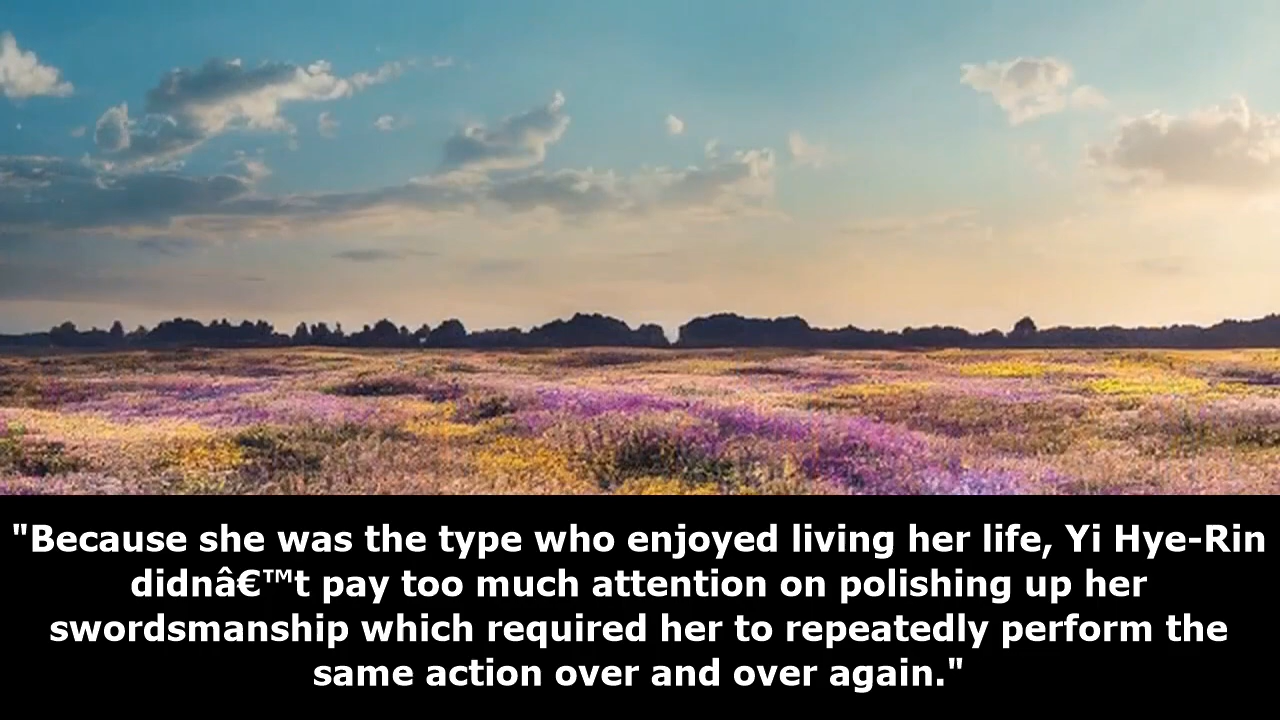 "Because she was the type who enjoyed living her life, Yi Hye-Rin
didnâ€™t pay too much attention on polishing up her
swordsmanship which required her to repeatedly perform the
same action over and over again."